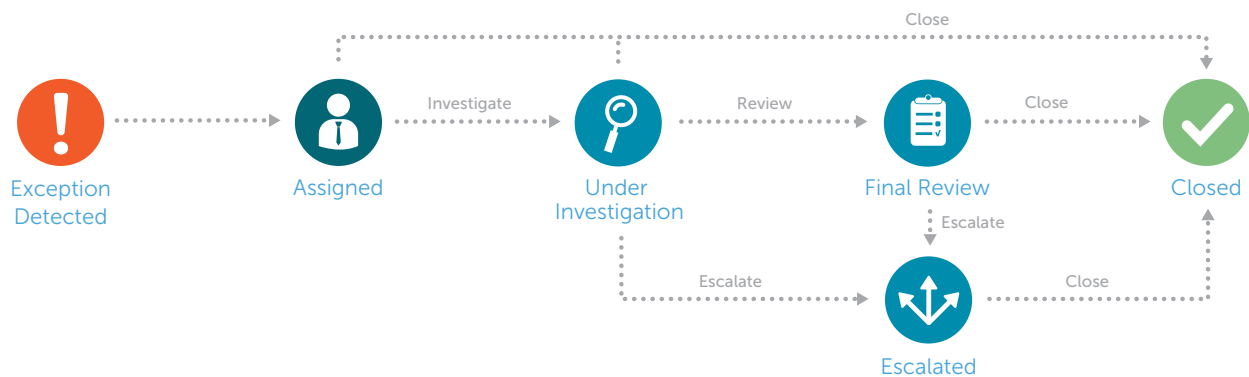 Close
Investigate
Review
Close
Exception
Detected
Assigned
Under
Investigation
Final Review
Closed
Escalate
Escalate
Close
Escalated